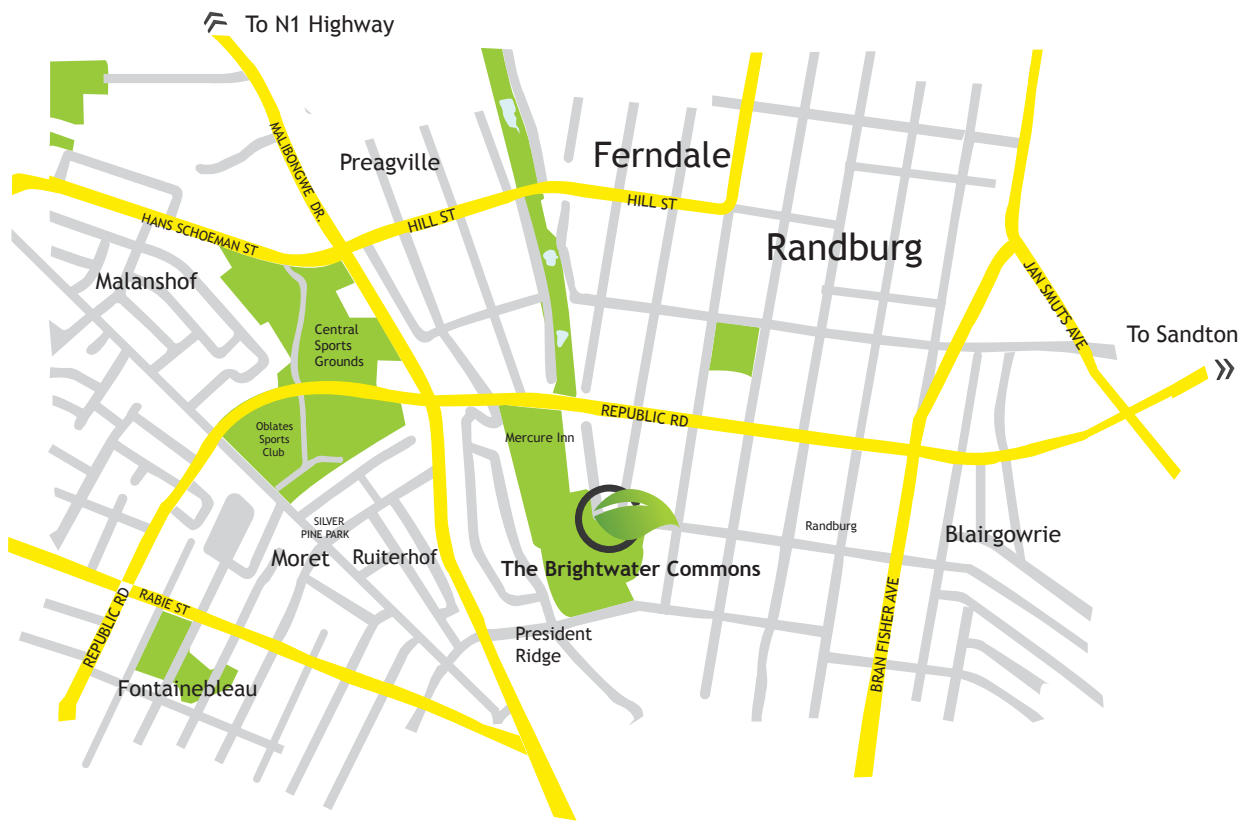 To N1 Highway
MALIBONGWE DR.
Preagville
Ferndale
HILL ST
HILL ST
HANS SCHOEMAN ST
Randburg
Malanshof
JAN SMUTS AVE
Central
Sports
Grounds
To Sandton
REPUBLIC RD
Oblates
Sports
Club
Mercure Inn
SILVER
PINE PARK
Moret
Ruiterhof
Randburg
Blairgowrie
The Brightwater Commons
REPUBLIC RD
RABIE ST
BRAN FISHER AVE
President
Ridge
Fontainebleau